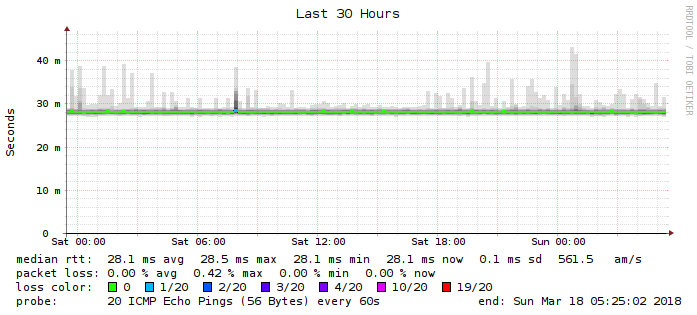 Last 30 Hours
RRDTOOL / TOBI OETIKER
Seconds
40 m
30 m
20 m
10 m
0
Sat 00:00 Sat 06:00 Sat 12:00 Sat 18:00 Sun 00:00
median rtt: 28.1 ms avg 28.5 ms max 28.1 ms min 28.1 ms now 0.1 ms sd 561.5 am/s
packet loss: 0.00 % avg 0.42 % max 0.00 % min 0.00 % now
loss color: 0 1/20 2/20 3/20 4/20 10/20 19/20
probe: 20 ICMP Echo Pings (56 Bytes) every 60s end: Sun Mar 18 05:25:02 2018